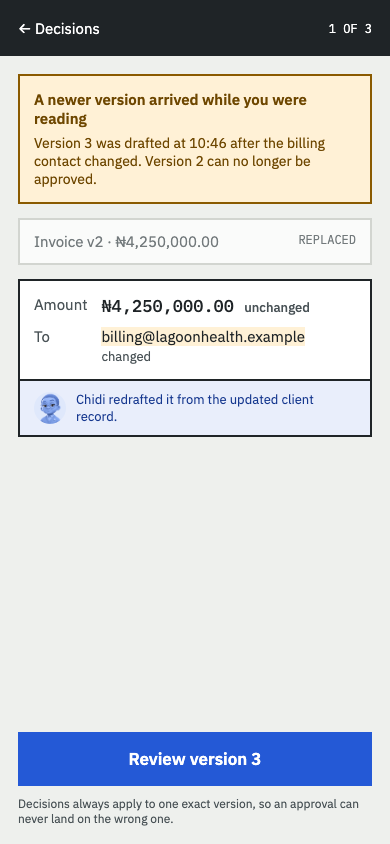 ← Decisions
1 OF 3
A newer version arrived while you were
reading
Version 3 was drafted at 10:46 after the billing
contact changed. Version 2 can no longer be
approved.
Invoice v2 · ₦4,250,000.00
REPLACED
Amount ₦4,250,000.00 unchanged
To billing@lagoonhealth.example
changed
Chidi redrafted it from the updated client
record.
Review version 3
Decisions always apply to one exact version, so an approval can
never land on the wrong one.